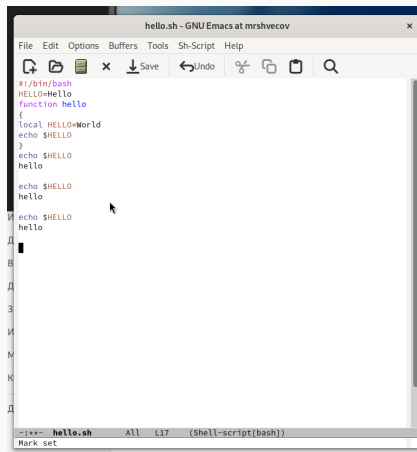 hello.sh - GNU Emacs at mrshvecov
File Edit Options Buffers Tools Sh-Script Help
Save Undo
#!/bin/bash
HELLO=Hello
function hello
{
local HELLO=World
echo $HELLO
}
echo $HELLO
hello
echo $HELLO
hello
echo $HELLO
hello
И
Д
В
Д
З
И
М
К
Д
-:**- hello.sh All L17 (Shell-script[bash])
Mark set